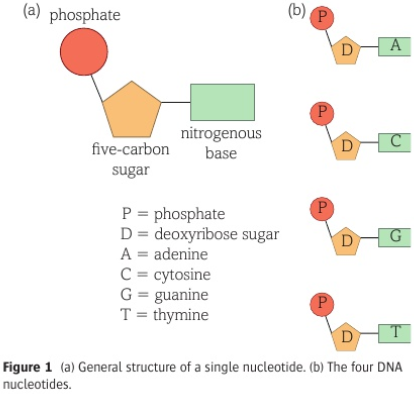 (a) phosphate
five-carbon
sugar
nitrogenous
base
P = phosphate
D = deoxyribose sugar
A = adenine
C = cytosine
G = guanine
T = thymine
(b)
P
D
A
P
D
C
P
D
G
P
D
T
Figure 1 (a) General structure of a single nucleotide. (b) The four DNA
nucleotides.